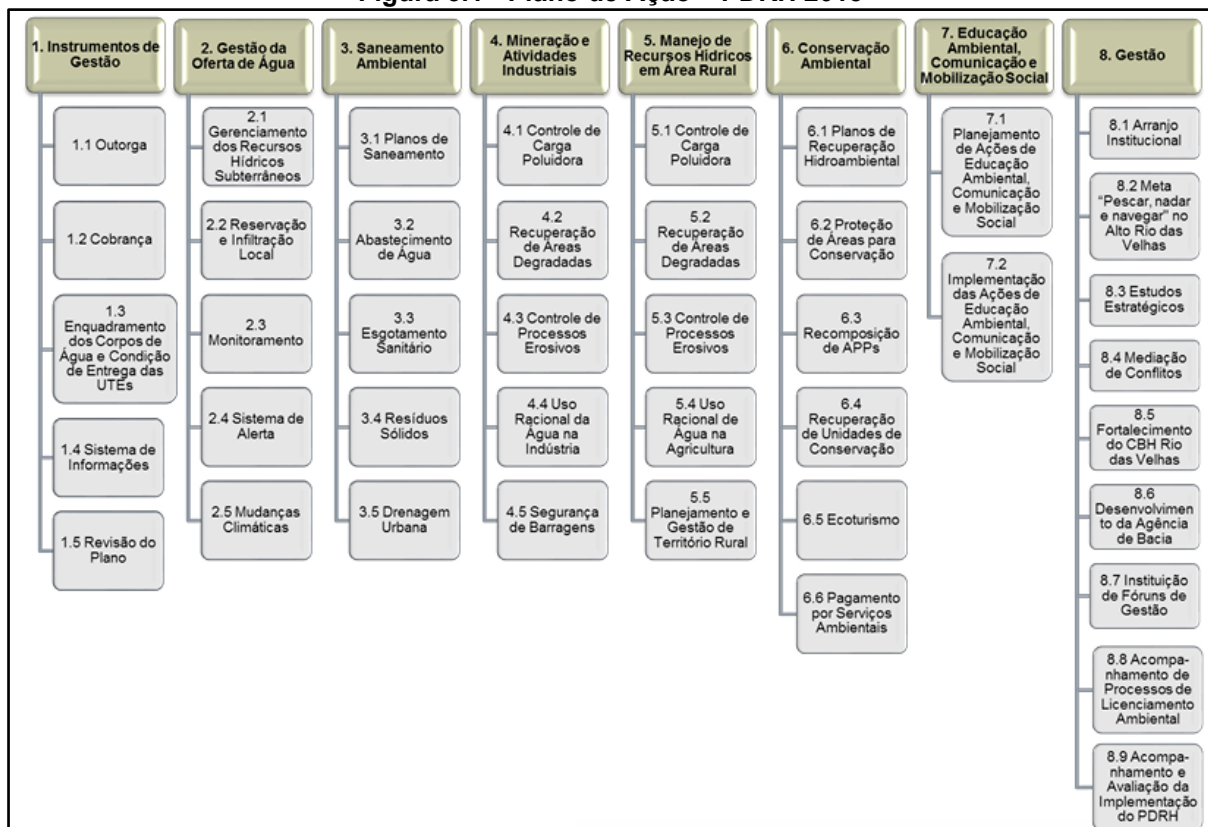 Figura Plano de Ação – PDRH
1. Instrumentos de
Gestão
1.1 Outorga
1.2 Cobrança
1.3
Enquadramento
dos Corpos de
Água e Condição
de Entrega das
UTEs
1.4 Sistema de
Informações
1.5 Revisão do
Plano
2. Gestão da
Oferta de Água
2.1
Gerenciamento
dos Recursos
Hídricos
Subterrâneos
2.2 Reservação
e Infiltração
Local
2.3
Monitoramento
2.4 Sistema de
Alerta
2.5 Mudanças
Climáticas
3. Saneamento
Ambiental
3.1 Planos de
Saneamento
3.2
Abastecimento
de Água
3.3
Esgotamento
Sanitário
3.4 Resíduos
Sólidos
3.5 Drenagem
Urbana
4. Mineração e
Atividades
Industriais
4.1 Controle de
Carga
Poluidora
4.2
Recuperação
de Áreas
Degradadas
4.3 Controle de
Processos
Erosivos
4.4 Uso
Racional da
Água na
Indústria
4.5 Segurança
de Barragens
5. Manejo de
Recursos Hídricos
em Área Rural
5.1 Controle de
Carga
Poluidora
5.2
Recuperação
de Áreas
Degradadas
5.3 Controle de
Processos
Erosivos
5.4 Uso
Racional de
Água na
Agricultura
5.5
Planejamento e
Gestão de
Território Rural
6. Conservação
Ambiental
6.1 Planos de
Recuperação
Hidroambiental
6.2 Proteção
de Áreas para
Conservação
6.3
Recomposição
de APPs
6.4
Recuperação
de Unidades de
Conservação
6.5 Ecoturismo
6.6 Pagamento
por Serviços
Ambientais
7. Educação
Ambiental,
Comunicação e
Mobilização Social
7.1
Planejamento
de Ações de
Educação
Ambiental,
Comunicação
e Mobilização
Social
7.2
Implementação
das Ações de
Educação
Ambiental,
Comunicação
e Mobilização
Social
8. Gestão
8.1 Arranjo
Institucional
8.2 Meta
“Pescar, nadar
e navegar” no
Alto Rio das
Velhas
8.3 Estudos
Estratégicos
8.4 Mediação
de Conflitos
8.5
Fortalecimento
do CBH Rio
das Velhas
8.6
Desenvolvimen
to da Agência
de Bacia
8.7 Instituição
de Fóruns de
Gestão
8.8 Acompa-
nhamento de
Processos de
Licenciamento
Ambiental
8.9 Acompa-
nhamento e
Avaliação da
Implementação
do PDRH